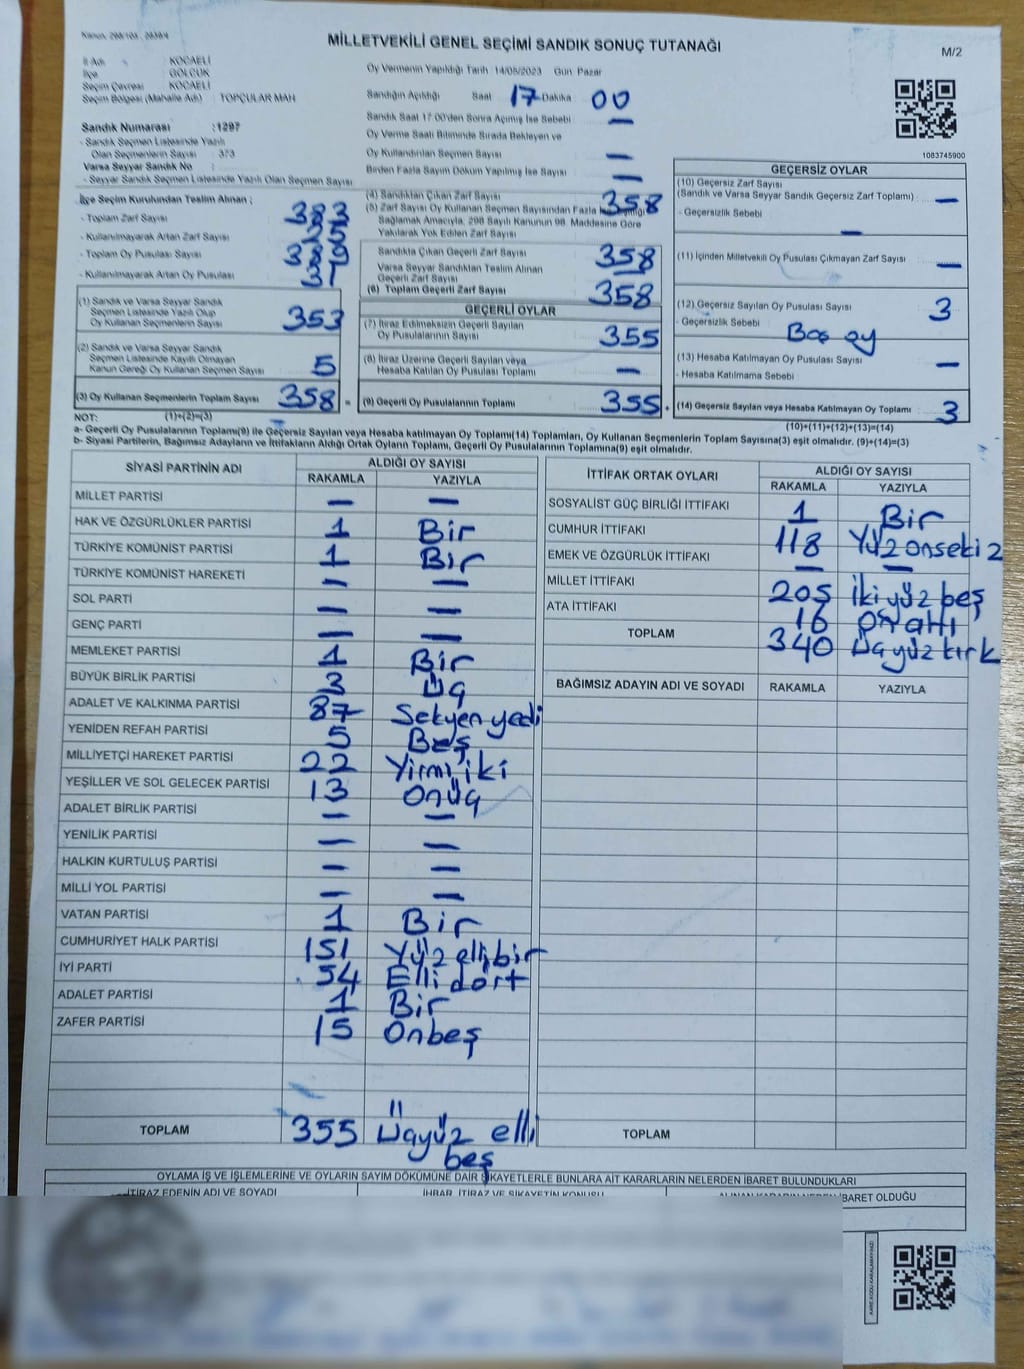 MİLLETVEKİLİ GENEL SEÇİMİ SANDIK SONUÇ TUTANAĞI
M/2
İl Adı : KOCAELİ
İlçe : GÖLCÜK
Seçim Çevresi : KOCAELİ
Seçim Bölgesi (Mahalle Adı) : TOPÇULAR MAH
Sandık Numarası :1297
- Sandık Seçmen Listesinde Yazılı
Olan Seçmenlerin Sayısı : 373
Varsa Seyyar Sandık No :
- Seyyar Sandık Seçmen Listesinde Yazılı Olan Seçmen Sayısı
Oy Vermenin Yapıldığı Tarih :14/05/2023 Gün :Pazar
Sandığın Açıldığı Saat 17 Dakika 00
Sandık Saat 17:00'den Sonra Açılmış İse Sebebi —
Oy Verme Saati Bitiminde Sırada Bekleyen ve
Oy Kullandırılan Seçmen Sayısı —
Birden Fazla Sayım Döküm Yapılmış İse Sayısı —
1083745900
İlçe Seçim Kurulundan Teslim Alınan ;
- Toplam Zarf Sayısı 383
- Kullanılmayarak Artan Zarf Sayısı
- Toplam Oy Pusulası Sayısı
- Kullanılmayarak Artan Oy Pusulası 37
(1) Sandık ve Varsa Seyyar Sandık
Seçmen Listesinde Yazılı Olup
Oy Kullanan Seçmenlerin Sayısı 353
(2) Sandık ve Varsa Seyyar Sandık
Seçmen Listesinde Kayıtlı Olmayan
Kanun Gereği Oy Kullanan Seçmen Sayısı 5
(3) Oy Kullanan Seçmenlerin Toplam Sayısı 358 =
(4) Sandıktan Çıkan Zarf Sayısı 358
(5) Zarf Sayısı Oy Kullanan Seçmen Sayısından Fazla
Sağlamak Amacıyla, 298 Sayılı Kanunun 98. Maddesine Göre
Yakılarak Yok Edilen Zarf Sayısı
Sandıkta Çıkan Geçerli Zarf Sayısı 358
Varsa Seyyar Sandıktan Teslim Alınan
Geçerli Zarf Sayısı —
(6) Toplam Geçerli Zarf Sayısı 358
GEÇERLİ OYLAR
(7) İtiraz Edilmeksizin Geçerli Sayılan
Oy Pusulalarının Sayısı 355
(8) İtiraz Üzerine Geçerli Sayılan veya
Hesaba Katılan Oy Pusulası Toplamı —
(9) Geçerli Oy Pusulalarının Toplamı 355 +
GEÇERSİZ OYLAR
(10) Geçersiz Zarf Sayısı
(Sandık ve Varsa Seyyar Sandık Geçersiz Zarf Toplamı) —
- Geçersizlik Sebebi —
(11) İçinden Milletvekili Oy Pusulası Çıkmayan Zarf Sayısı —
(12) Geçersiz Sayılan Oy Pusulası Sayısı 3
- Geçersizlik Sebebi Boş oy
(13) Hesaba Katılmayan Oy Pusulası Sayısı —
- Hesaba Katılmama Sebebi
(14) Geçersiz Sayılan veya Hesaba Katılmayan Oy Toplamı 3
NOT: (1)+(2)=(3)
(10)+(11)+(12)+(13)=(14)
a- Geçerli Oy Pusulalarının Toplamı(9) ile Geçersiz Sayılan veya Hesaba Katılmayan Oy Toplamı(14) Toplamları, Oy Kullanan Seçmenlerin Toplam Sayısına(3) eşit olmalıdır. (9)+(14)=(3)
b- Siyasi Partilerin, Bağımsız Adayların ve İttifakların Aldığı Ortak Oyların Toplamı, Geçerli Oy Pusulalarının Toplamına(9) eşit olmalıdır.
SİYASİ PARTİNİN ADI ALDIĞI OY SAYISI
RAKAMLA YAZIYLA
MİLLET PARTİSİ — —
HAK VE ÖZGÜRLÜKLER PARTİSİ 1 Bir
TÜRKİYE KOMÜNİST PARTİSİ 1 Bir
TÜRKİYE KOMÜNİST HAREKETİ — —
SOL PARTİ — —
GENÇ PARTİ — —
MEMLEKET PARTİSİ 1 Bir
BÜYÜK BİRLİK PARTİSİ 3 Üç
ADALET VE KALKINMA PARTİSİ 87 Seksen yedi
YENİDEN REFAH PARTİSİ 5 Beş
MİLLİYETÇİ HAREKET PARTİSİ 22 Yirmi iki
YEŞİLLER VE SOL GELECEK PARTİSİ 13 Onüç
ADALET BİRLİK PARTİSİ — —
YENİLİK PARTİSİ — —
HALKIN KURTULUŞ PARTİSİ — —
MİLLİ YOL PARTİSİ — —
VATAN PARTİSİ 1 Bir
CUMHURİYET HALK PARTİSİ 151 Yüz elli bir
İYİ PARTİ 54 Elli dört
ADALET PARTİSİ 1 Bir
ZAFER PARTİSİ 15 Onbeş
TOPLAM 355 Üçyüz elli
beş
İTTİFAK ORTAK OYLARI ALDIĞI OY SAYISI
RAKAMLA YAZIYLA
SOSYALİST GÜÇ BİRLİĞİ İTTİFAKI 1 Bir
CUMHUR İTTİFAKI 118 Yüz onsekiz
EMEK VE ÖZGÜRLÜK İTTİFAKI — —
MİLLET İTTİFAKI 205 İki yüz beş
ATA İTTİFAKI 16 On altı
TOPLAM 340 Üçyüz kırk
BAĞIMSIZ ADAYIN ADI VE SOYADI RAKAMLA YAZIYLA
TOPLAM
OYLAMA İŞ VE İŞLEMLERİNE VE OYLARIN SAYIM DÖKÜMÜNE DAİR ŞİKAYETLERLE BUNLARA AİT KARARLARIN NELERDEN İBARET BULUNDUKLARI
İTİRAZ EDENİN ADI VE SOYADI
İHBAR, İTİRAZ VE ŞİKAYETİN KONUSU
İBARET OLDUĞU